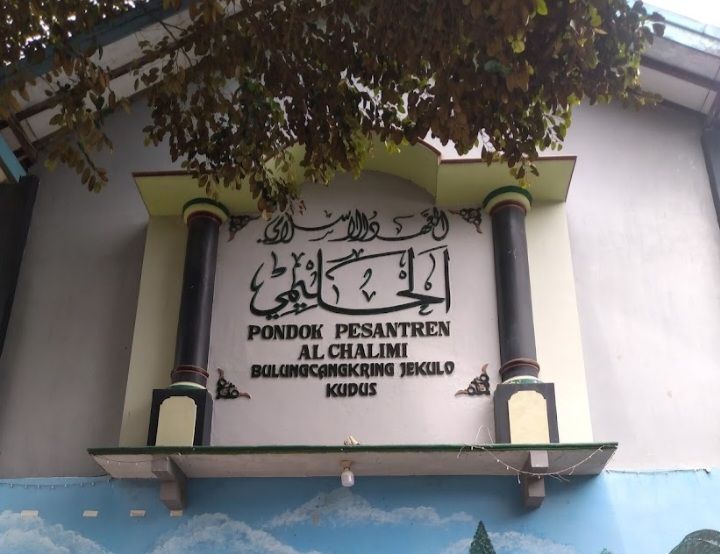 المعهد الإسلامي
الحليمي
PONDOK PESANTREN
AL CHALIMI
BULUNGCANGKRING JEKULO
KUDUS